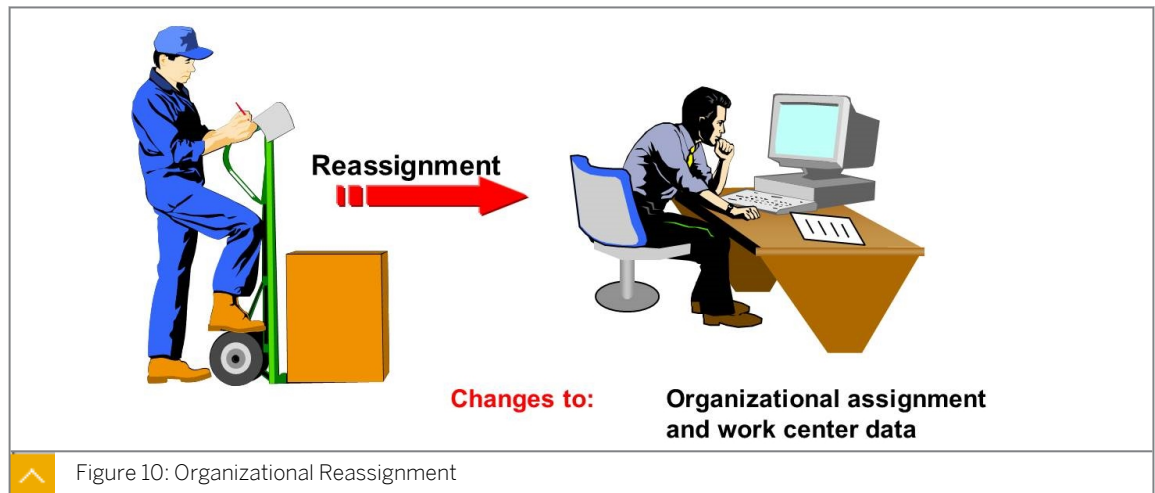 Reassignment
Changes to: Organizational assignment
and work center data
Figure 10: Organizational Reassignment